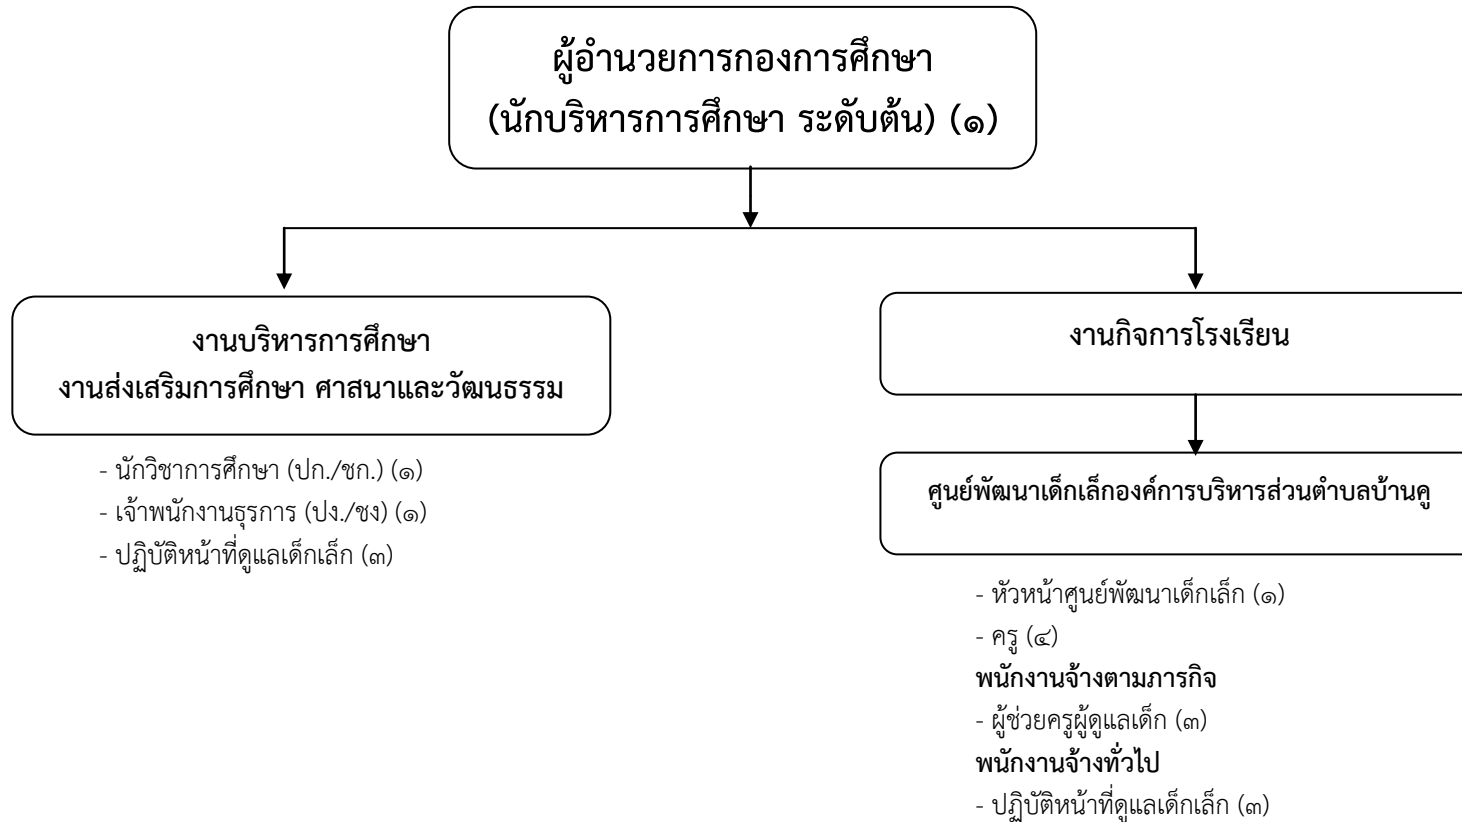 ผู้อำนวยการกองการศึกษา
(นักบริหารการศึกษา ระดับต้น) (๑)
งานบริหารการศึกษา
งานส่งเสริมการศึกษา ศาสนาและวัฒนธรรม
- นักวิชาการศึกษา (ปก./ชก.) (๑)
- เจ้าพนักงานธุรการ (ปง./ชง) (๑)
- ปฏิบัติหน้าที่ดูแลเด็กเล็ก (๓)
งานกิจการโรงเรียน
ศูนย์พัฒนาเด็กเล็กองค์การบริหารส่วนตำบลบ้านคู
- หัวหน้าศูนย์พัฒนาเด็กเล็ก (๑)
- ครู (๔)
พนักงานจ้างตามภารกิจ
- ผู้ช่วยครูผู้ดูแลเด็ก (๓)
พนักงานจ้างทั่วไป
- ปฏิบัติหน้าที่ดูแลเด็กเล็ก (๓)